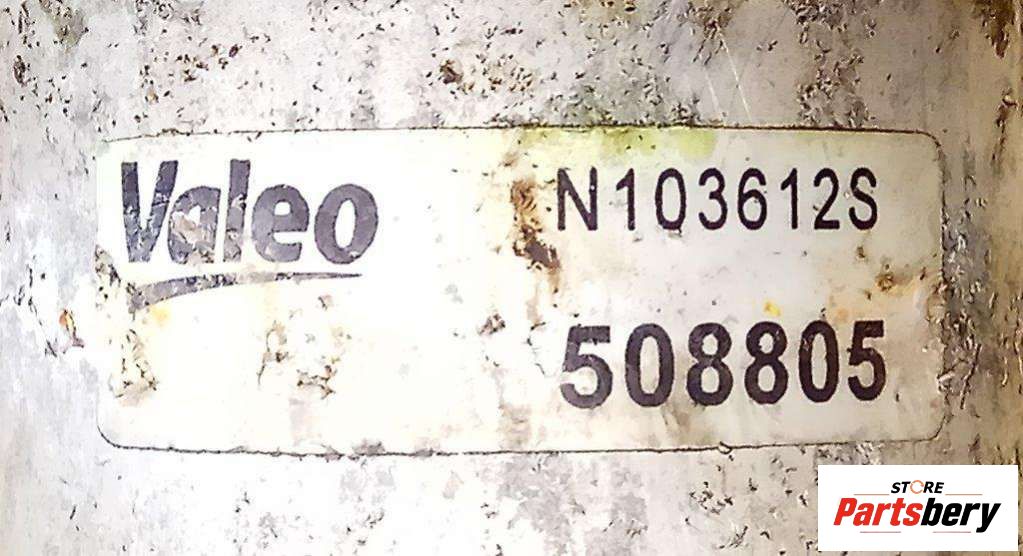 Valeo
N103612S
508805
STORE
Partsbery